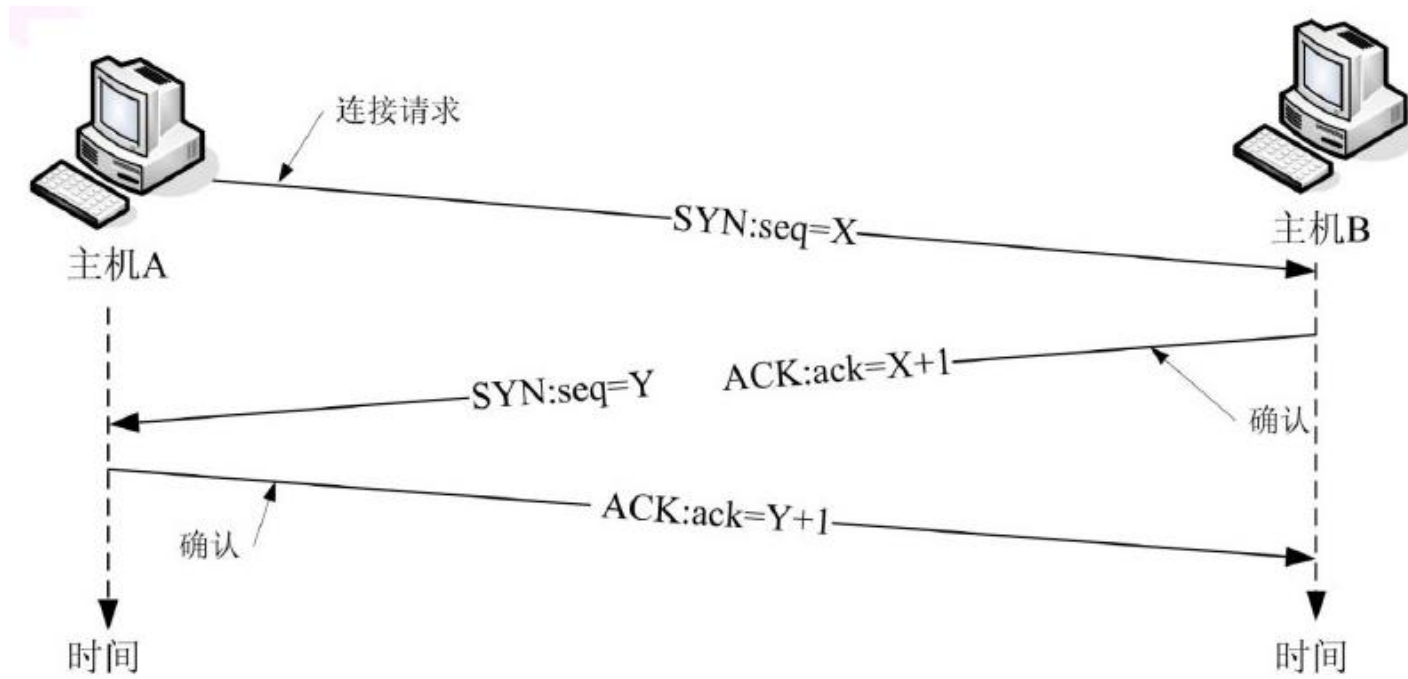 连接请求
SYN:seq=X
主机A
主机B
SYN:seq=Y ACK:ack=X+1
确认
ACK:ack=Y+1
确认
时间
时间